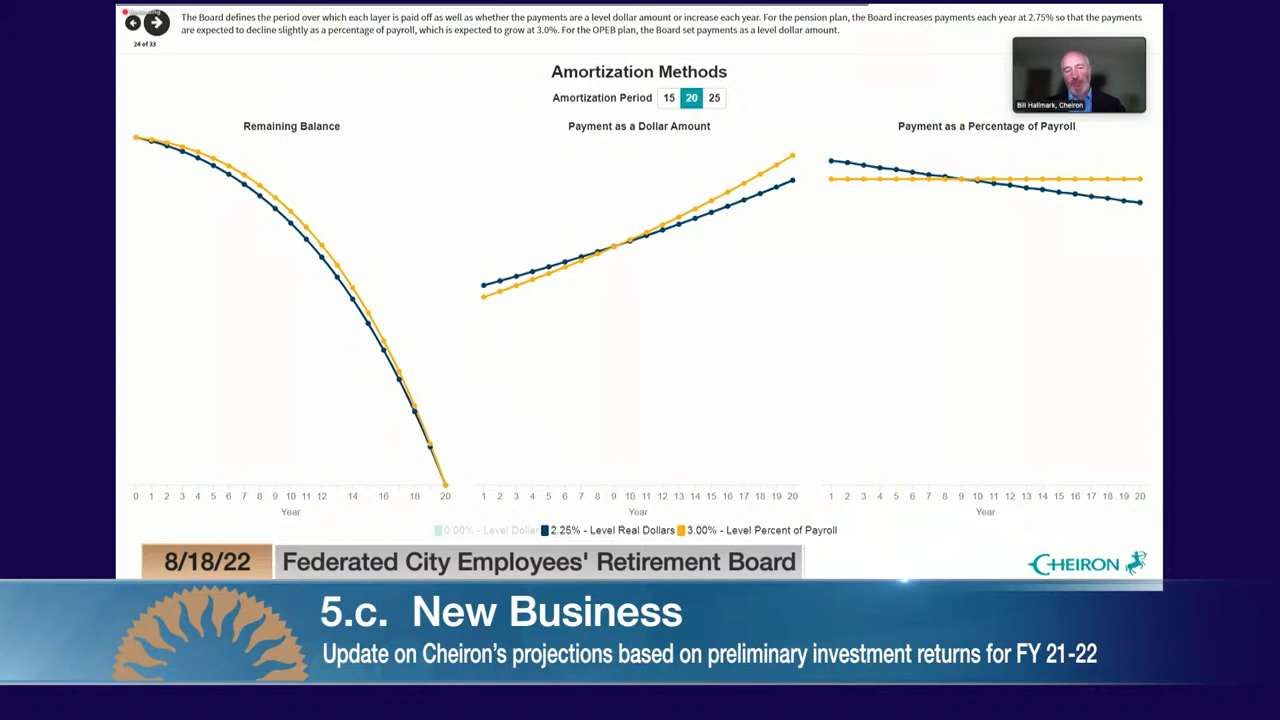 The Board defines the period over which each layer is paid off as well as whether the payments are a level dollar amount or increase each year. For the pension plan, the Board increases payments each year at 2.75% so that the payments
are expected to decline slightly as a percentage of payroll, which is expected to grow at 3.0%. For the OPEB plan, the Board set payments as a level dollar amount.
24 of 33
Amortization Methods
Amortization Period 15 20 25
Bill Hallmark, Cheiron
Remaining Balance
Payment as a Dollar Amount
Payment as a Percentage of Payroll
0 1 2 3 4 5 6 7 8 9 10 11 12 14 16 18 20
1 2 3 4 5 6 7 8 9 10 11 12 13 14 15 16 17 18 19 20
1 2 3 4 5 6 7 8 9 10 11 12 13 14 15 16 17 18 19 20
Year
Year
Year
0.00% - Level Dollar 2.25% - Level Real Dollars 3.00% - Level Percent of Payroll
8/18/22 Federated City Employees' Retirement Board
CHEIRON
5.c. New Business
Update on Cheiron's projections based on preliminary investment returns for FY 21-22